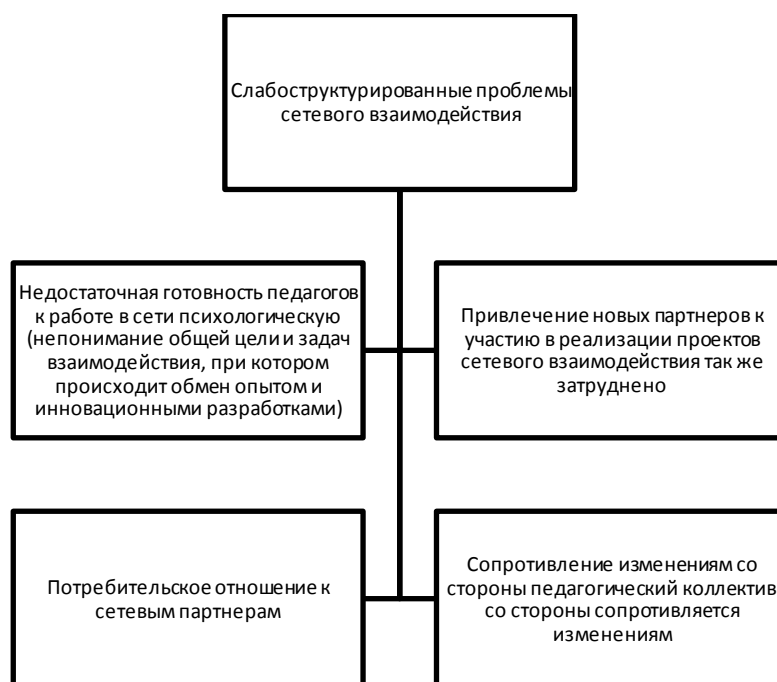 Слабоструктурированные проблемы
сетевого взаимодействия
Недостаточная готовность педагогов
к работе в сети психологическую
(непонимание общей цели и задач
взаимодействия, при котором
происходит обмен опытом и
инновационными разработками)
Привлечение новых партнеров к
участию в реализации проектов
сетевого взаимодействия так же
затруднено
Потребительское отношение к
сетевым партнерам
Сопротивление изменениям со
стороны педагогический коллектив
со стороны сопротивляется
изменениям